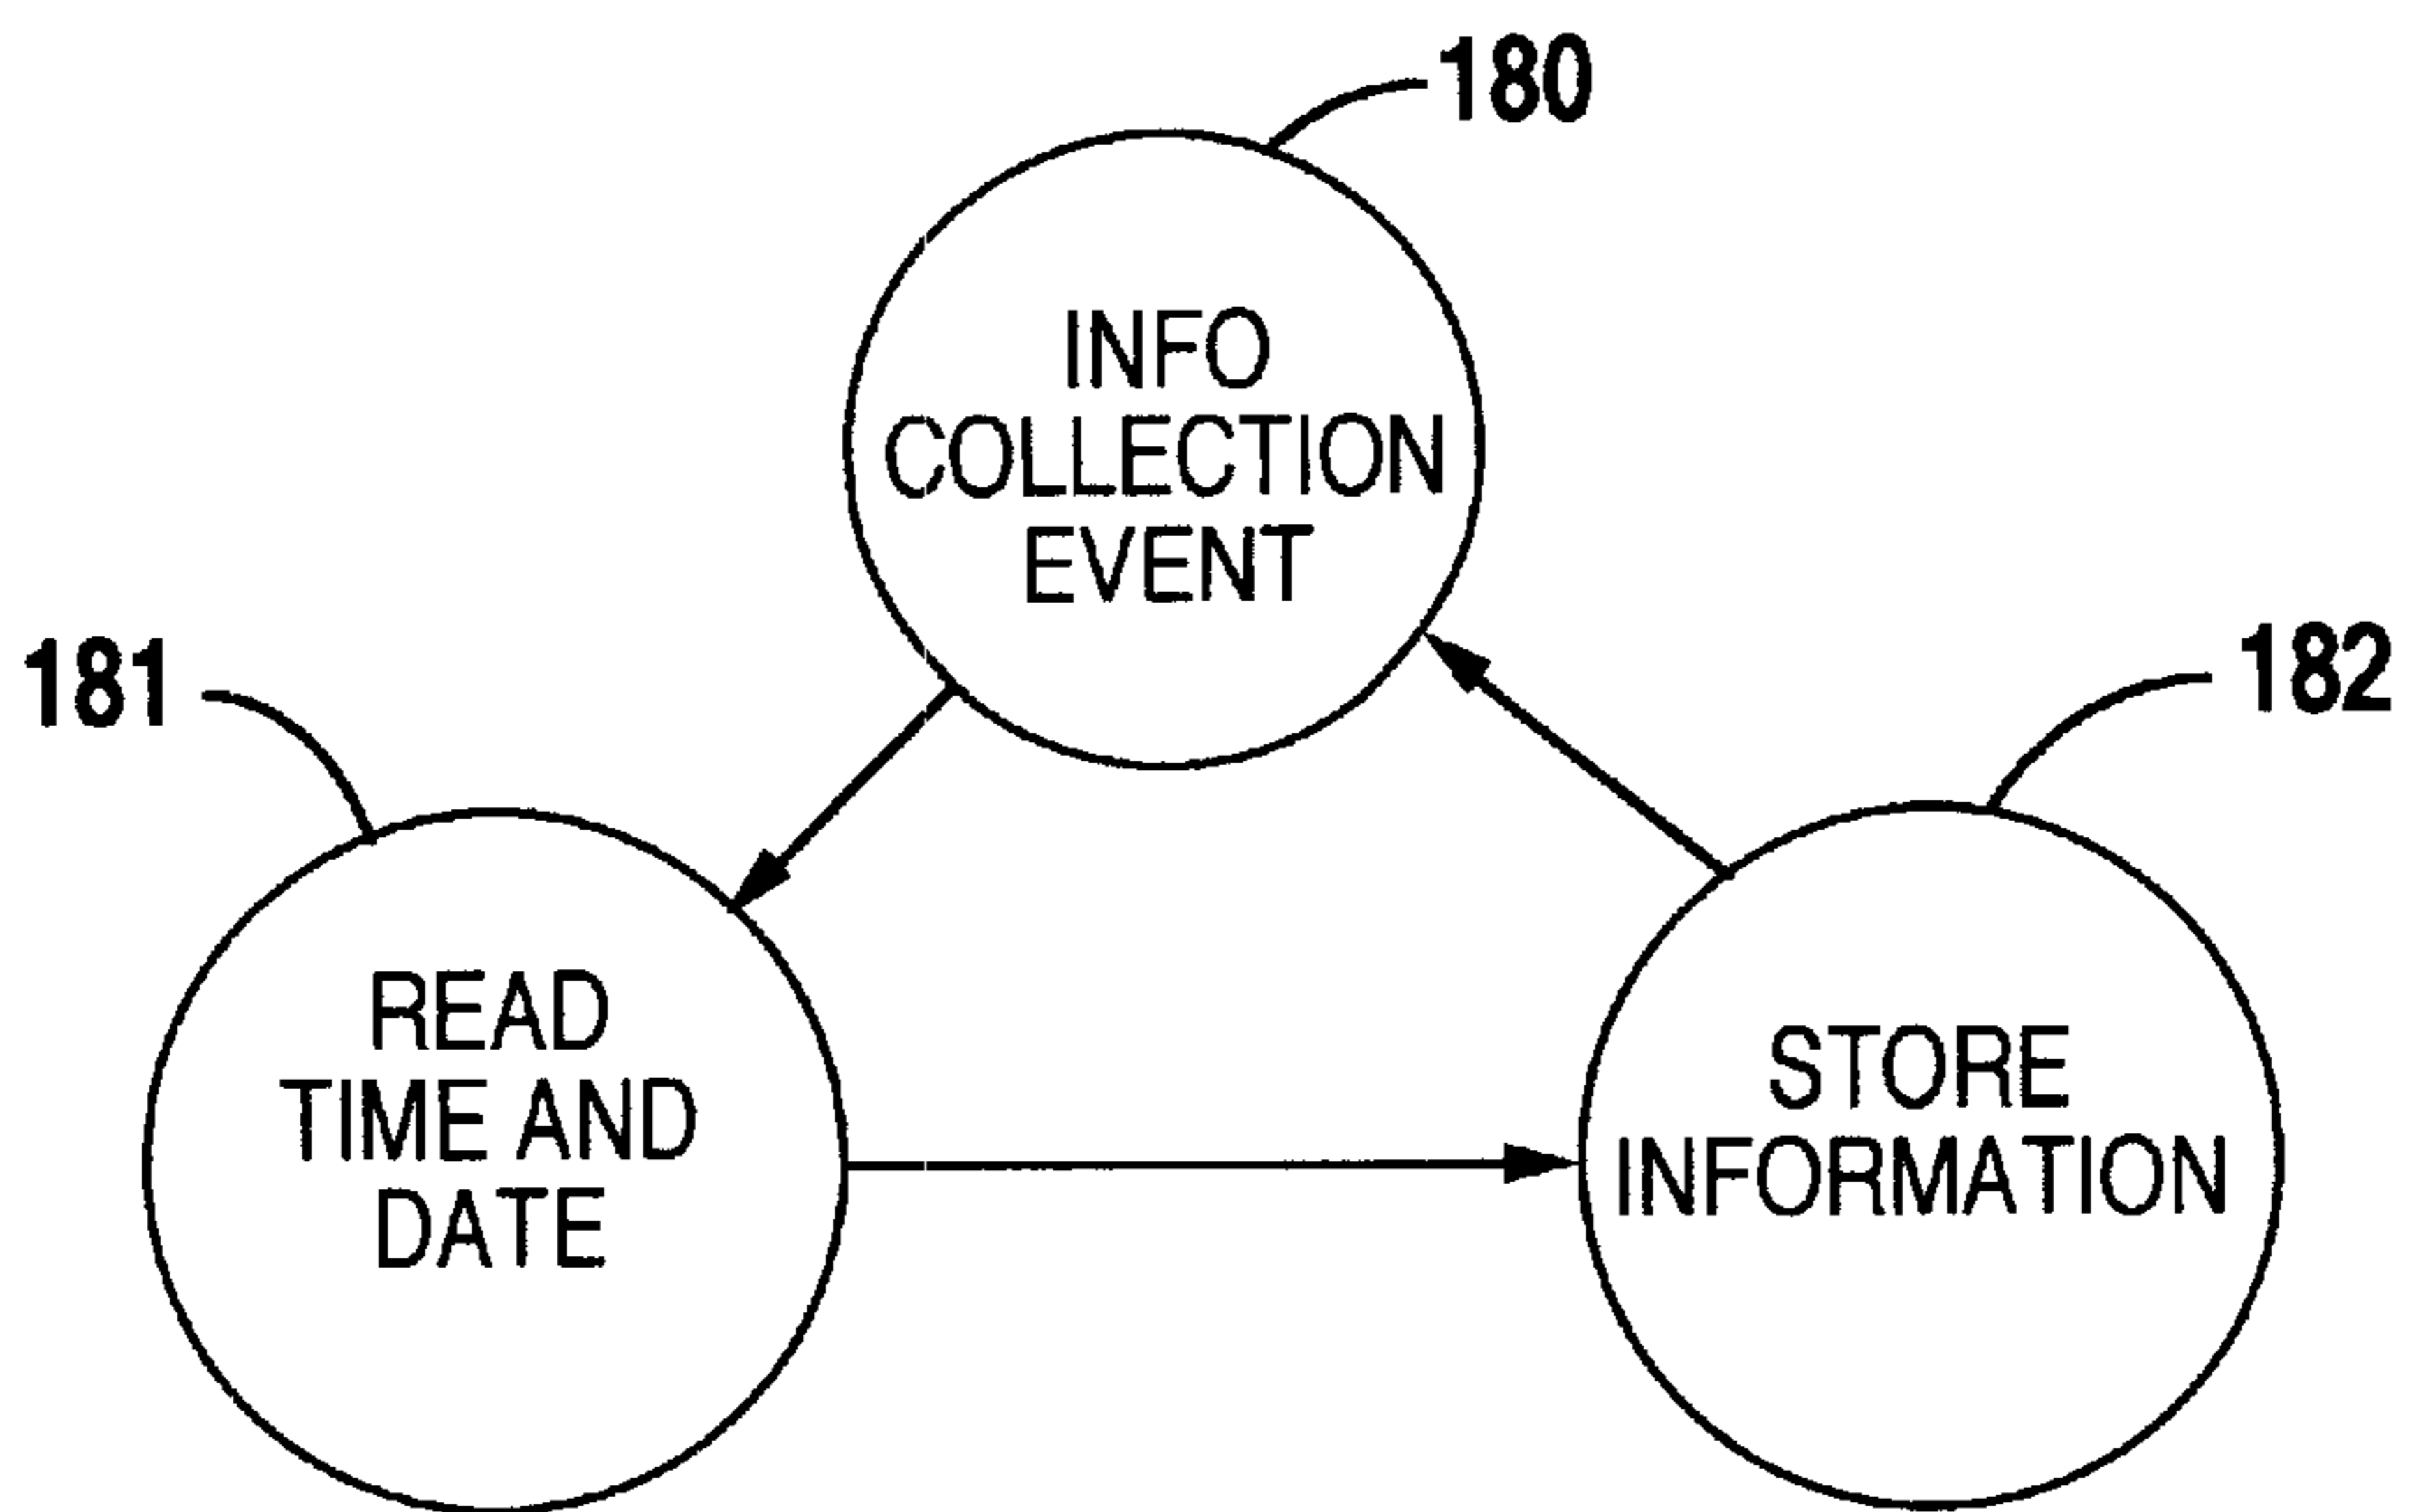 180
INFO
COLLECTION
EVENT
181
182
READ
TIME AND
DATE
STORE
INFORMATION